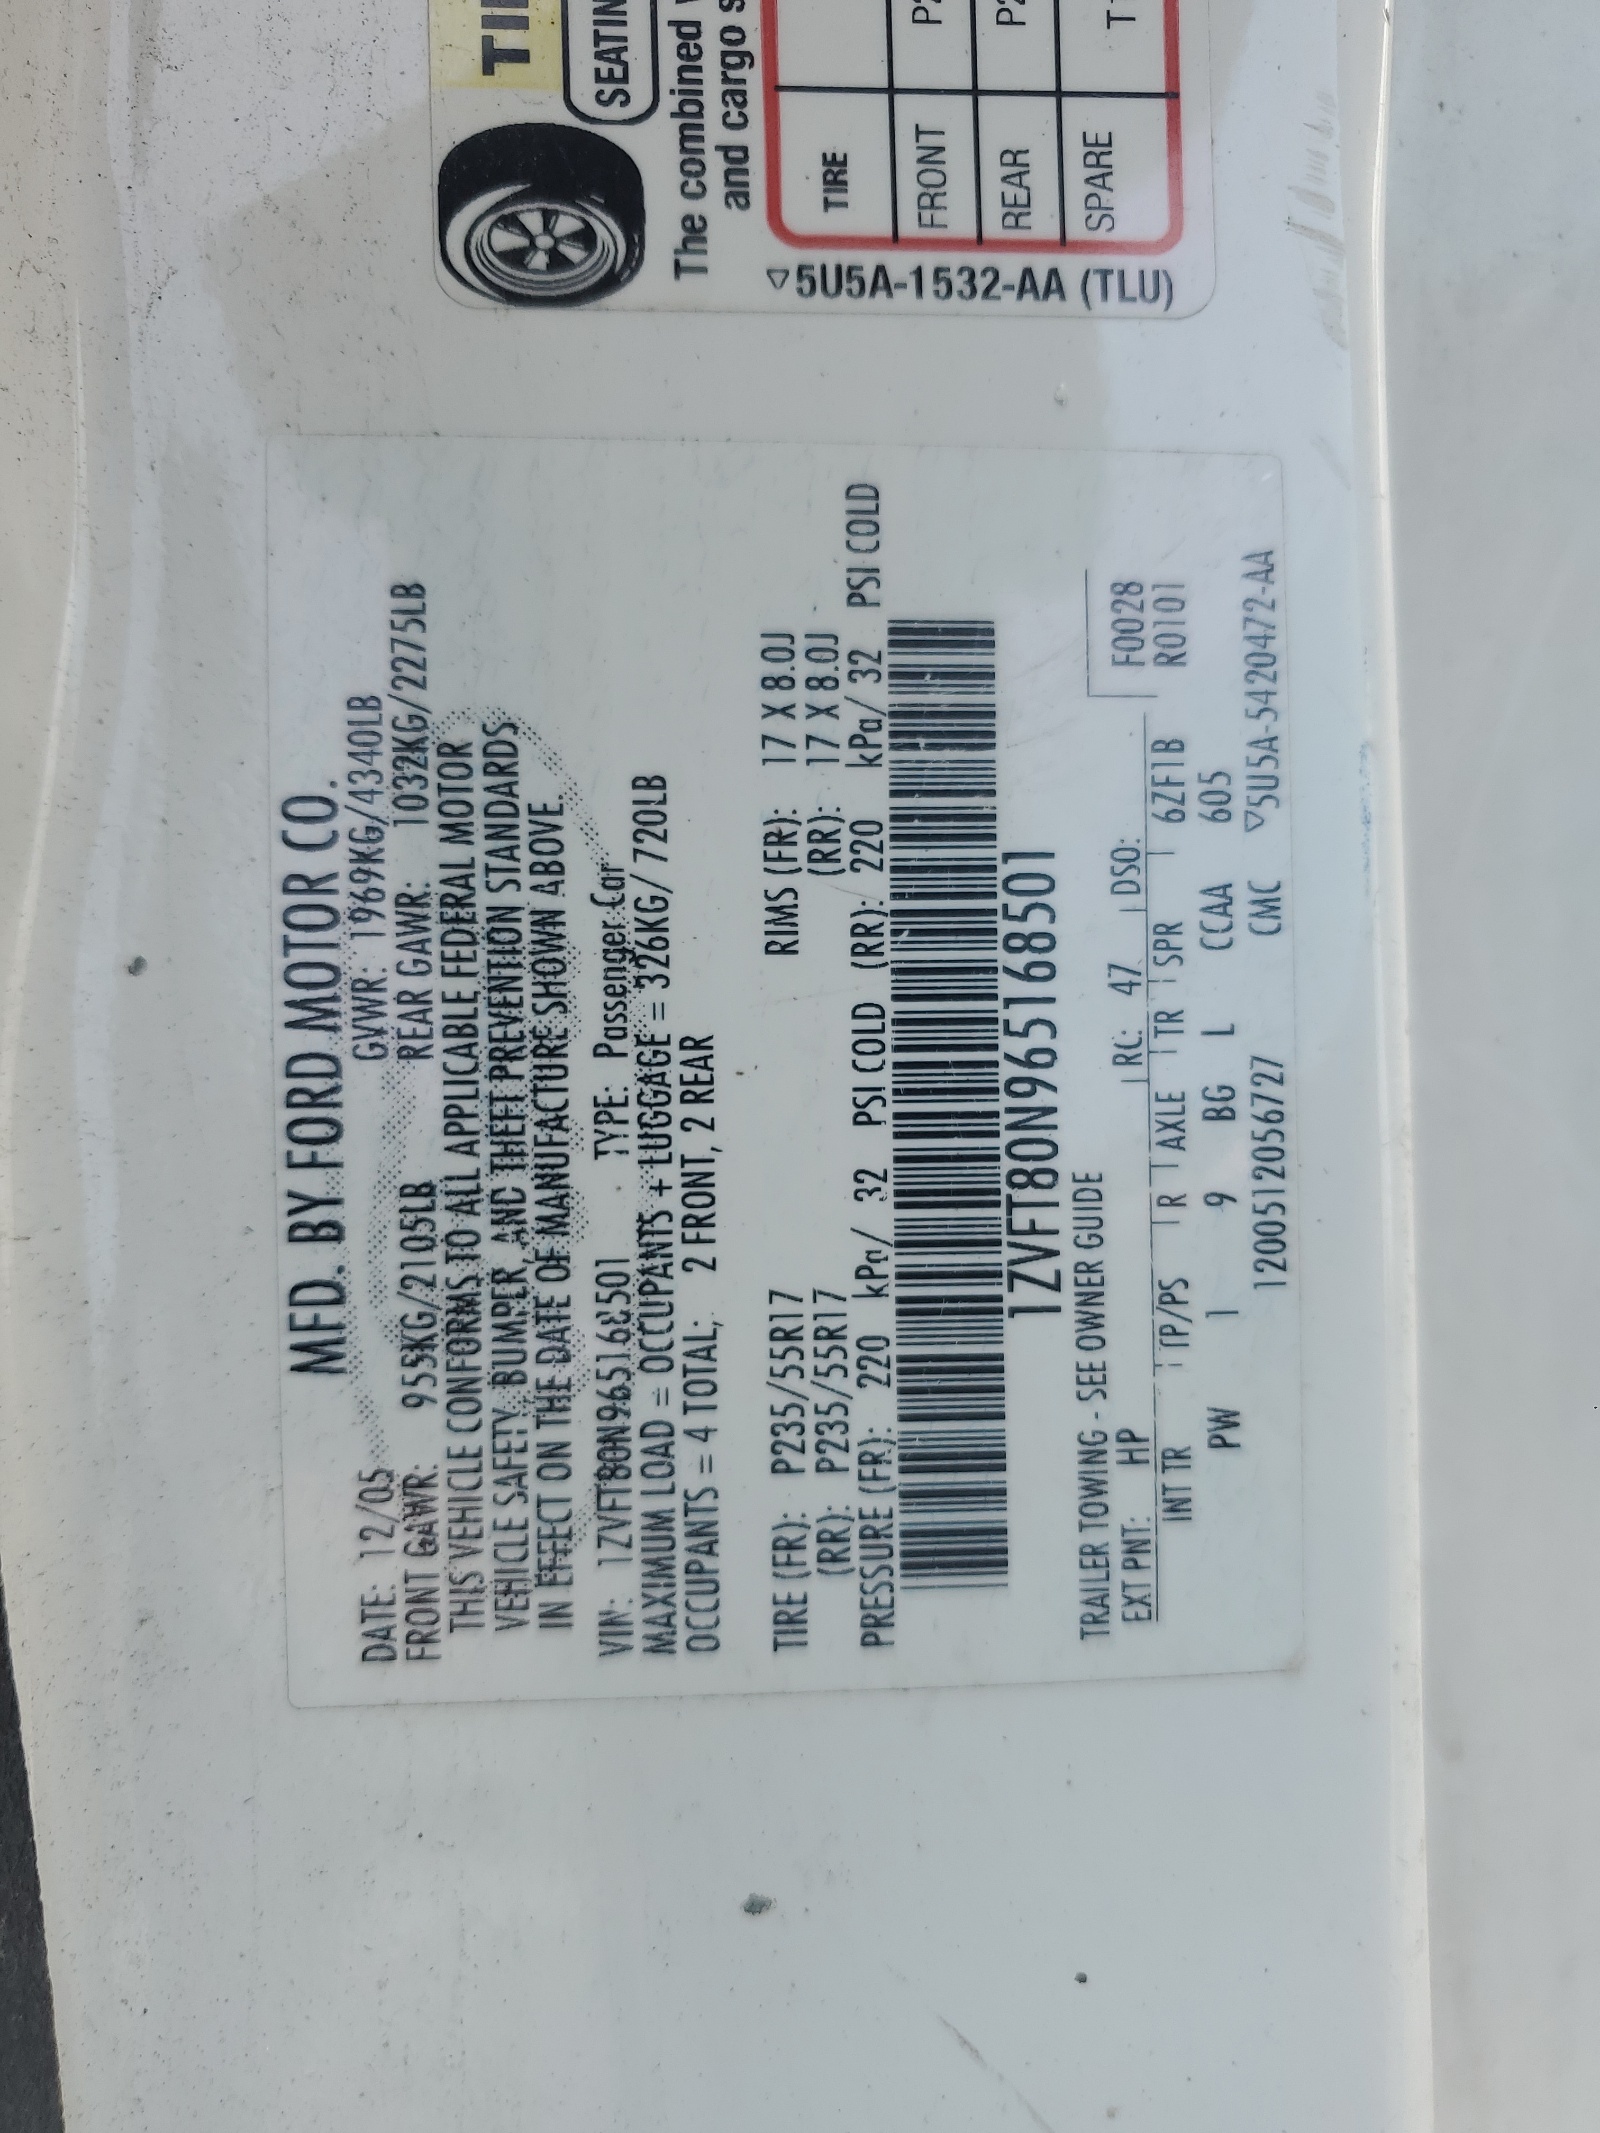 MFD. BY FORD MOTOR CO.
DATE: 12/05 GVWR: 1969KG/4340LB
FRONT GAWR: 955KG/2105LB REAR GAWR: 1032KG/2275LB
THIS VEHICLE CONFORMS TO ALL APPLICABLE FEDERAL MOTOR
VEHICLE SAFETY, BUMPER, AND THEFT PREVENTION STANDARDS
IN EFFECT ON THE DATE OF MANUFACTURE SHOWN ABOVE.
VIN: 1ZVFT80N965168501 TYPE: Passenger Car
MAXIMUM LOAD = OCCUPANTS + LUGGAGE = 326KG/720LB
OCCUPANTS = 4 TOTAL; 2 FRONT, 2 REAR
TIRE (FR): P235/55R17 RIMS (FR): 17 X 8.0J
(RR): P235/55R17 (RR): 17 X 8.0J
PRESSURE (FR): 220 kPa/ 32 PSI COLD (RR): 220 kPa/ 32 PSI COLD
1ZVFT80N965168501
TRAILER TOWING - SEE OWNER GUIDE
F0028
EXT PNT: HP RC: 47 DSO: R0101
INT TR TP/PS R AXLE TR SPR 6ZF1B
PW 1 9 BG L CCAA 605
120051205672​7 CMC ▽5U5A-5420472-AA
TI
SEATIN
The combined
and cargo s
TIRE
FRONT P2
REAR P2
SPARE T
▽5U5A-1532-AA (TLU)